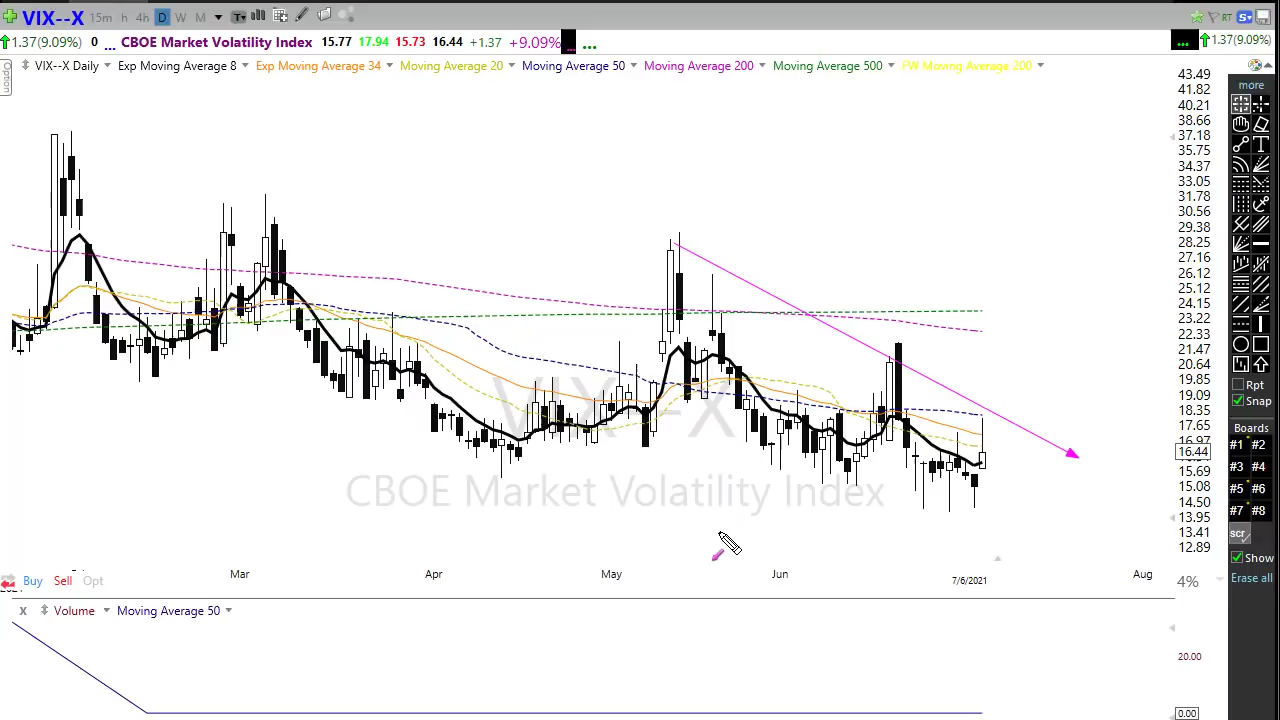 VIX--X 15m h 4h D W M T RT S
1.37(9.09%) 0 ... CBOE Market Volatility Index 15.77 17.94 15.73 16.44 +1.37 +9.09% ... ... ... 1.37(9.09%)
Option
VIX--X Daily Exp Moving Average 8 Exp Moving Average 34 Moving Average 20 Moving Average 50 Moving Average 200 Moving Average 500 FW Moving Average 200
43.49
41.82
40.21
38.66
37.18
35.75
34.37
33.05
31.78
30.56
29.38
28.25
27.16
26.12
25.12
24.15
23.22
22.33
21.47
20.64
19.85
19.09
18.35
17.65
16.97
16.44
15.69
15.08
14.50
13.95
13.41
12.89
more
T
Rpt
Snap
Boards
#1 #2
#3 #4
#5 #6
#7 #8
scr
Show
Erase all
VIX--X
CBOE Market Volatility Index
Mar Apr May Jun 7/6/2021 Aug
Buy Sell Opt 4%
x Volume Moving Average 50
20.00
0.00